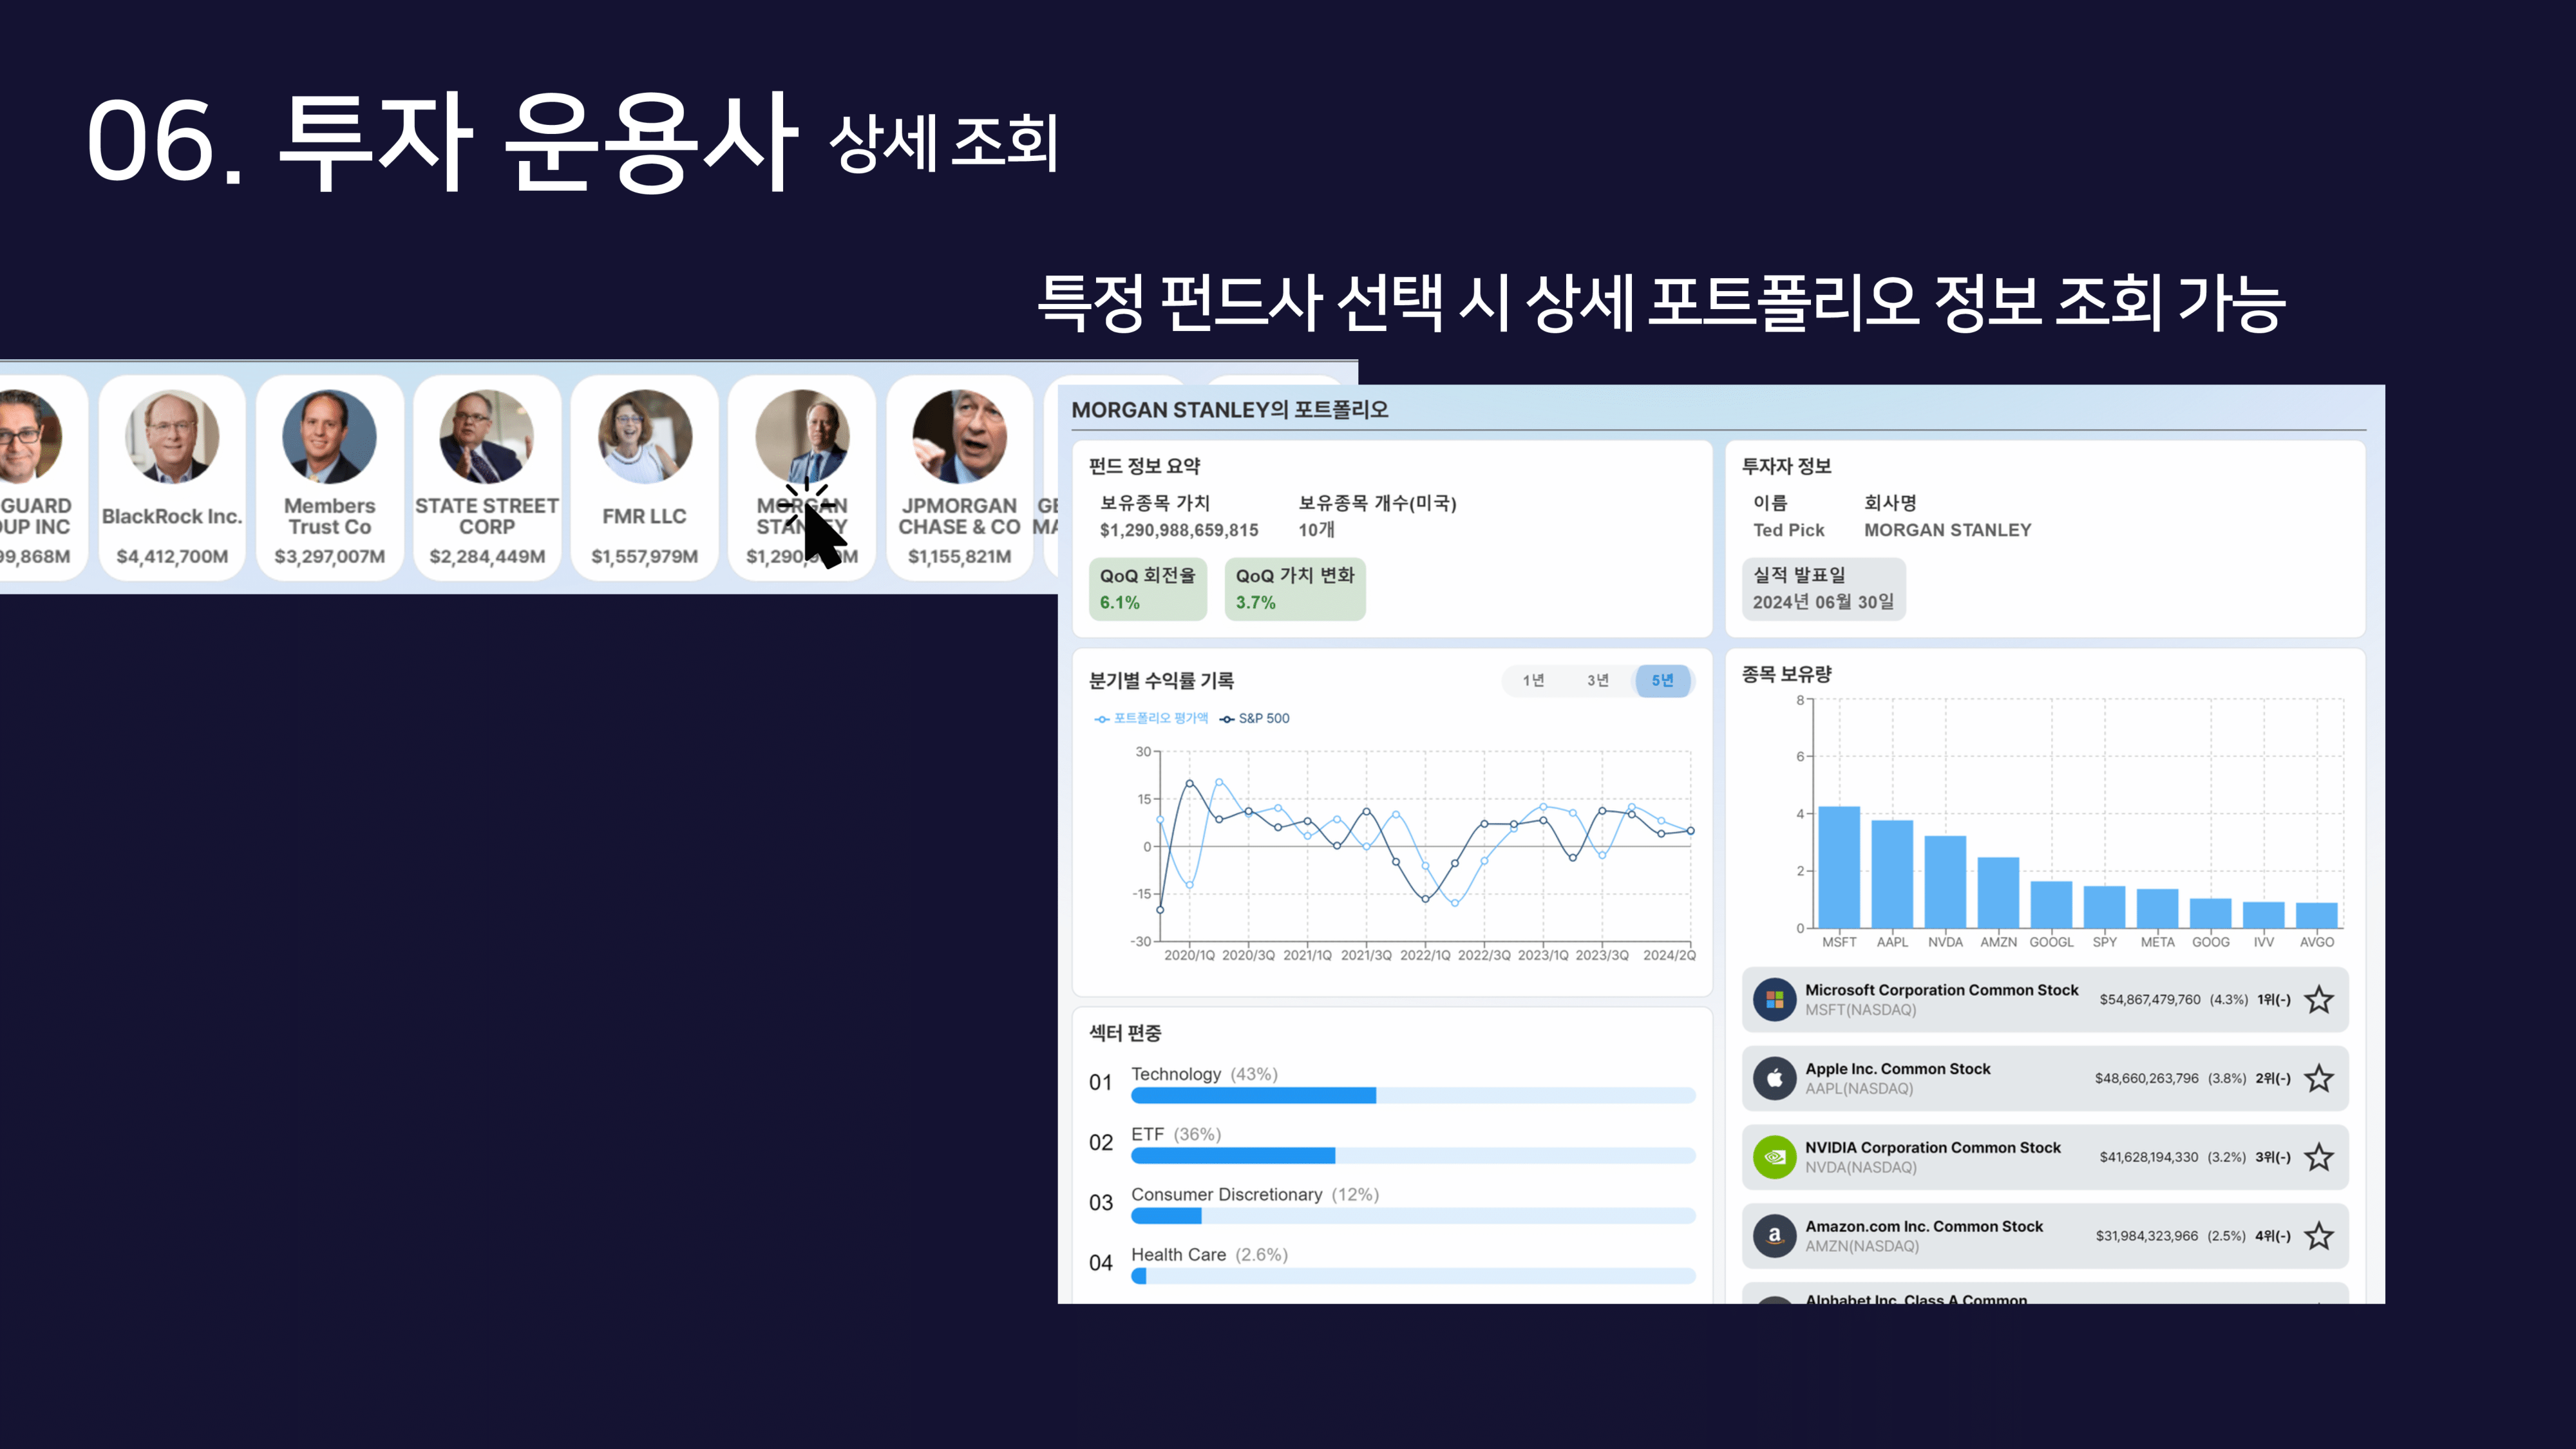 06. 투자 운용사 상세 조회
특정 펀드사 선택 시 상세 포트폴리오 정보 조회 가능
GUARD
UP INC
99,868M
BlackRock Inc.
$4,412,700M
Members
Trust Co
$3,297,007M
STATE STREET
CORP
$2,284,449M
FMR LLC
$1,557,979M
MORGAN
$1,290
JPMORGAN
CHASE & CO
$1,155,821M
GE
MA
MORGAN STANLEY의 포트폴리오
펀드 정보 요약
보유종목 가치 보유종목 개수(미국)
$1,290,988,659,815 10개
QoQ 회전율 QoQ 가치 변화
6.1% 3.7%
투자자 정보
이름 회사명
Ted Pick MORGAN STANLEY
실적 발표일
2024년 06월 30일
분기별 수익률 기록
1년 3년 5년
포트폴리오 평가액 S&P 500
30
15
0
-15
-30
2020/1Q 2020/3Q 2021/1Q 2021/3Q 2022/1Q 2022/3Q 2023/1Q 2023/3Q 2024/2Q
섹터 편중
01 Technology (43%)
02 ETF (36%)
03 Consumer Discretionary (12%)
04 Health Care (2.6%)
종목 보유량
8
6
4
2
0
MSFT AAPL NVDA AMZN GOOGL SPY META GOOG IVV AVGO
Microsoft Corporation Common Stock
MSFT(NASDAQ)
$54,867,479,760 (4.3%) 1위(-)
Apple Inc. Common Stock
AAPL(NASDAQ)
$48,660,263,796 (3.8%) 2위(-)
NVIDIA Corporation Common Stock
NVDA(NASDAQ)
$41,628,194,330 (3.2%) 3위(-)
Amazon.com Inc. Common Stock
AMZN(NASDAQ)
$31,984,323,966 (2.5%) 4위(-)
Alphabet Inc. Class A Common